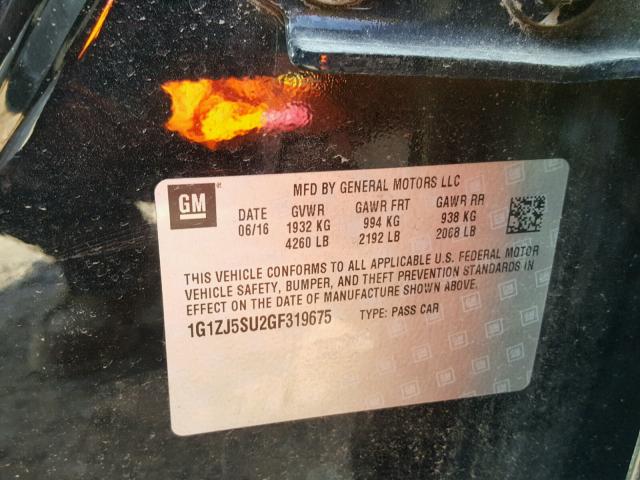 GM
MFD BY GENERAL MOTORS LLC
DATE GVWR GAWR FRT GAWR RR
06/16 1932 KG 994 KG 938 KG
4260 LB 2192 LB 2068 LB
THIS VEHICLE CONFORMS TO ALL APPLICABLE U.S. FEDERAL MOTOR
VEHICLE SAFETY, BUMPER, AND THEFT PREVENTION STANDARDS IN
EFFECT ON THE DATE OF MANUFACTURE SHOWN ABOVE.
1G1ZJ5SU2GF319675 TYPE: PASS CAR